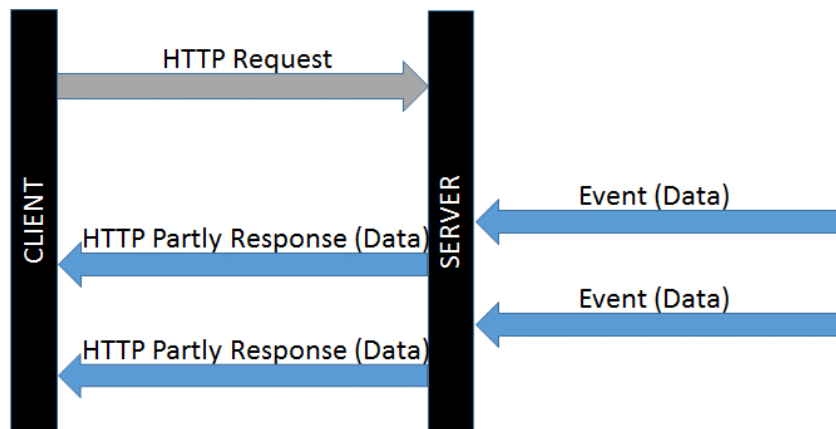 HTTP Request
CLIENT
SERVER
Event (Data)
HTTP Partly Response (Data)
Event (Data)
HTTP Partly Response (Data)